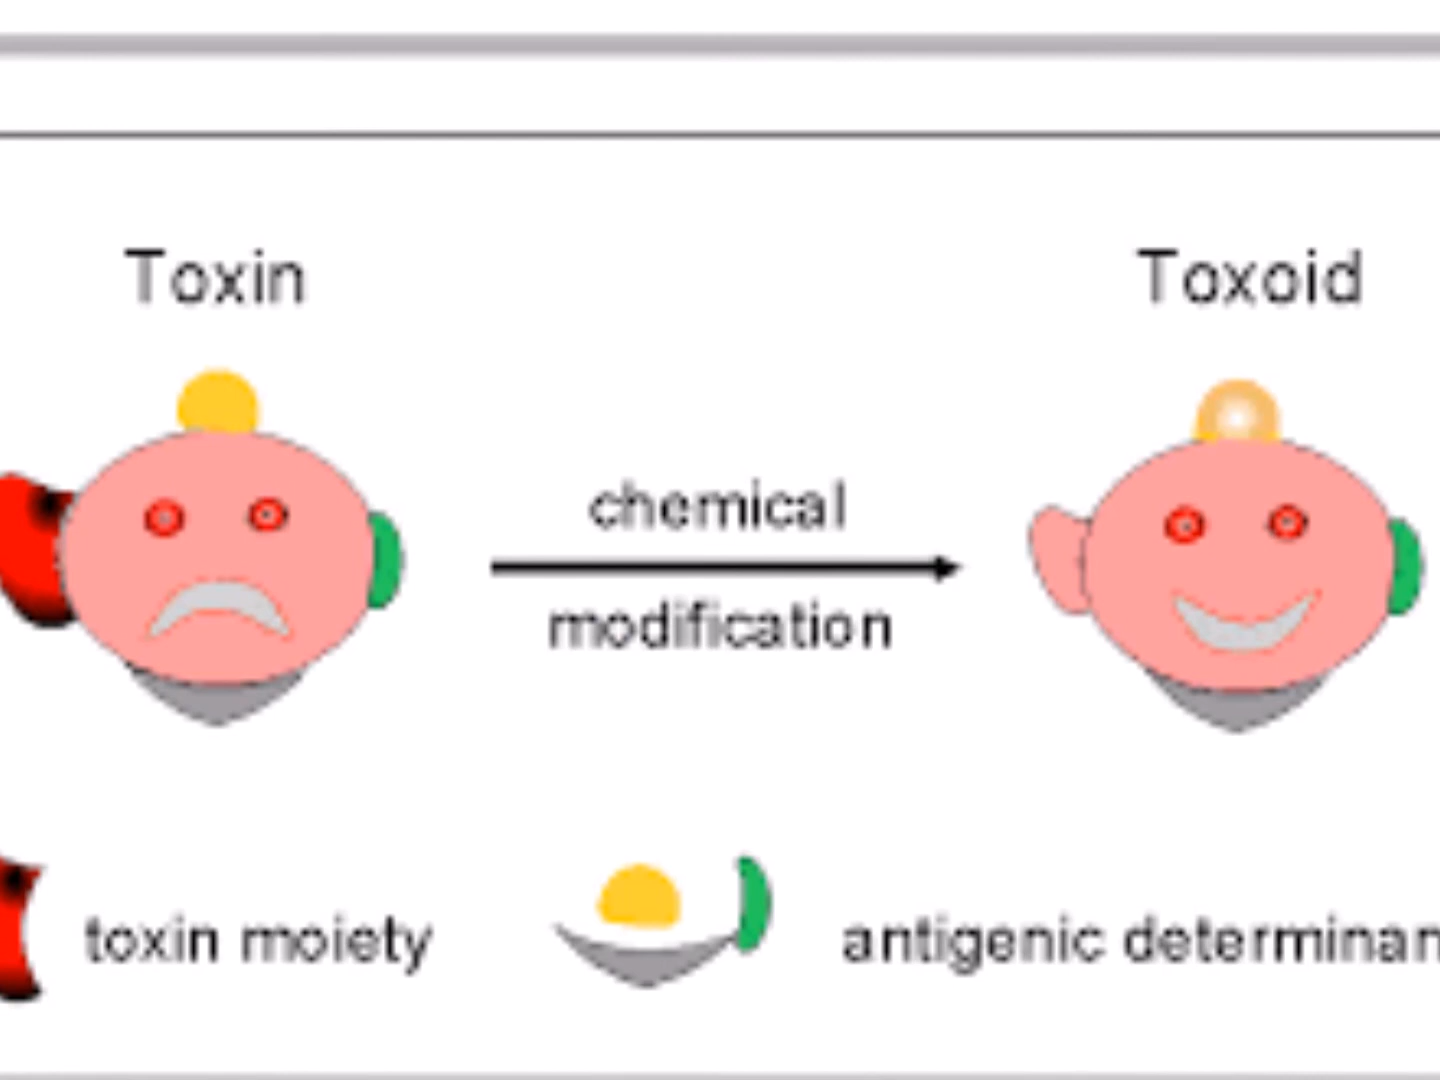 Toxin
Toxoid
chemical
modification
toxin moiety
antigenic determinan